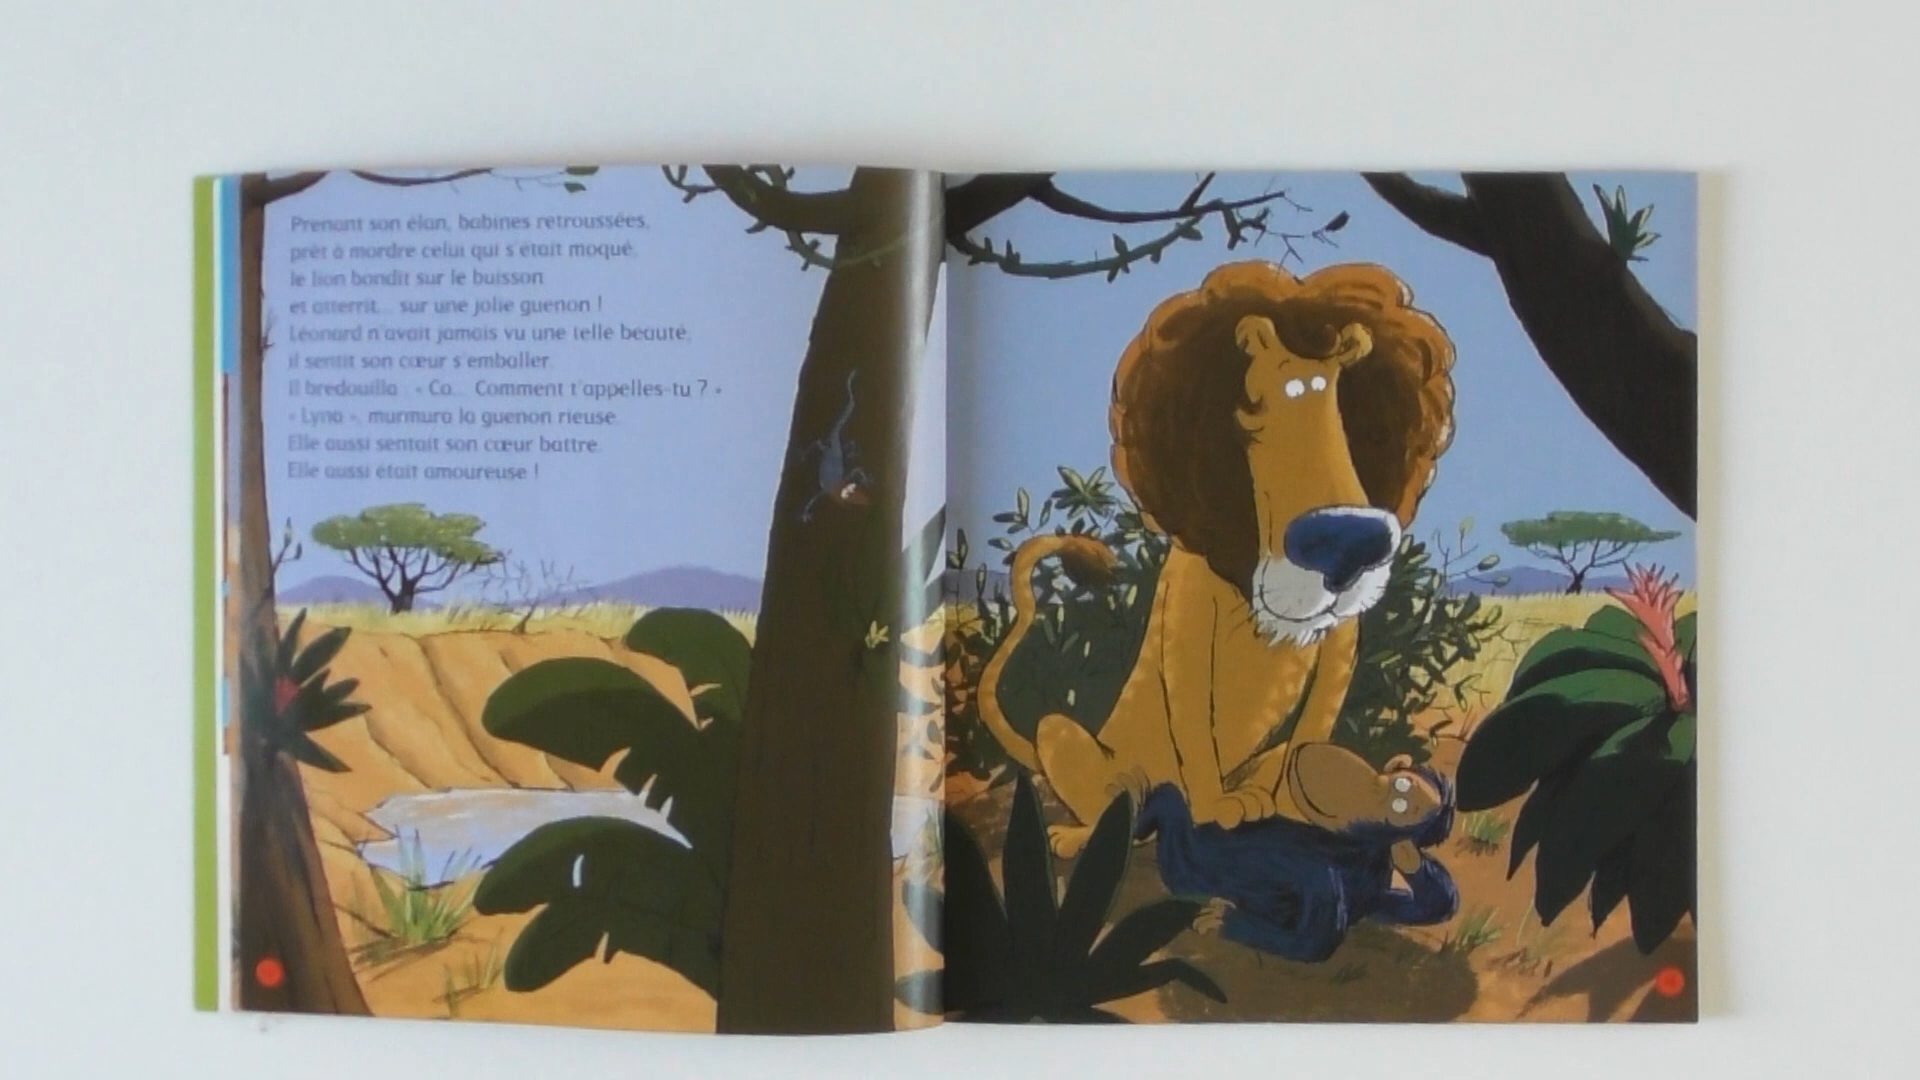 Prenant son élan, babines retroussées,
prêt à mordre celui qui s'était moqué,
le lion bondit sur le buisson
et atterrit... sur une jolie guenon !
Léonard n'avait jamais vu une telle beauté,
il sentit son cœur s'emballer.
Il bredouilla : « Co... Comment t'appelles-tu ? »
« Lyna », murmura la guenon rieuse.
Elle aussi sentait son cœur battre.
Elle aussi était amoureuse !